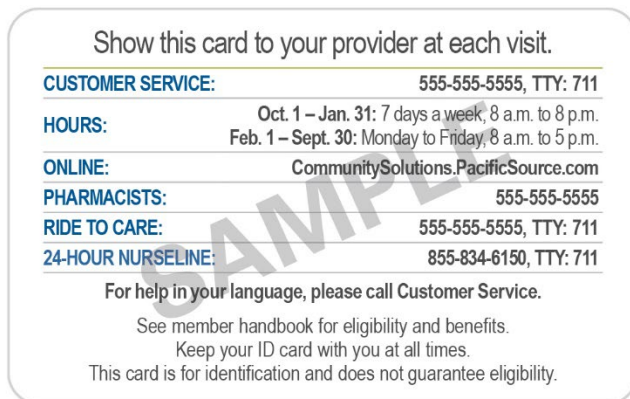 Show this card to your provider at each visit.
CUSTOMER SERVICE: 555-555-5555, TTY: 711
HOURS: Oct. 1 – Jan. 31: 7 days a week, 8 a.m. to 8 p.m.
Feb. 1 – Sept. 30: Monday to Friday, 8 a.m. to 5 p.m.
ONLINE: CommunitySolutions.PacificSource.com
PHARMACISTS: 555-555-5555
RIDE TO CARE: 555-555-5555, TTY: 711
24-HOUR NURSELINE: 855-834-6150, TTY: 711
For help in your language, please call Customer Service.
See member handbook for eligibility and benefits.
Keep your ID card with you at all times.
This card is for identification and does not guarantee eligibility.
SAMPLE